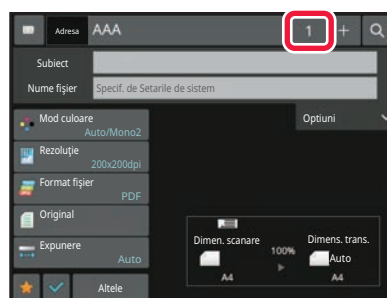 Adresa AAA 1 +
Subiect
Nume fişier Specif. de Setarile de sistem
Mod culoare
Auto/Mono2
Optiuni
Rezoluţie
200x200dpi
Format fişier
PDF
Original
Expunere
Auto
Dimen. scanare
100%
Dimens. trans.
Auto
A4
A4
Altele